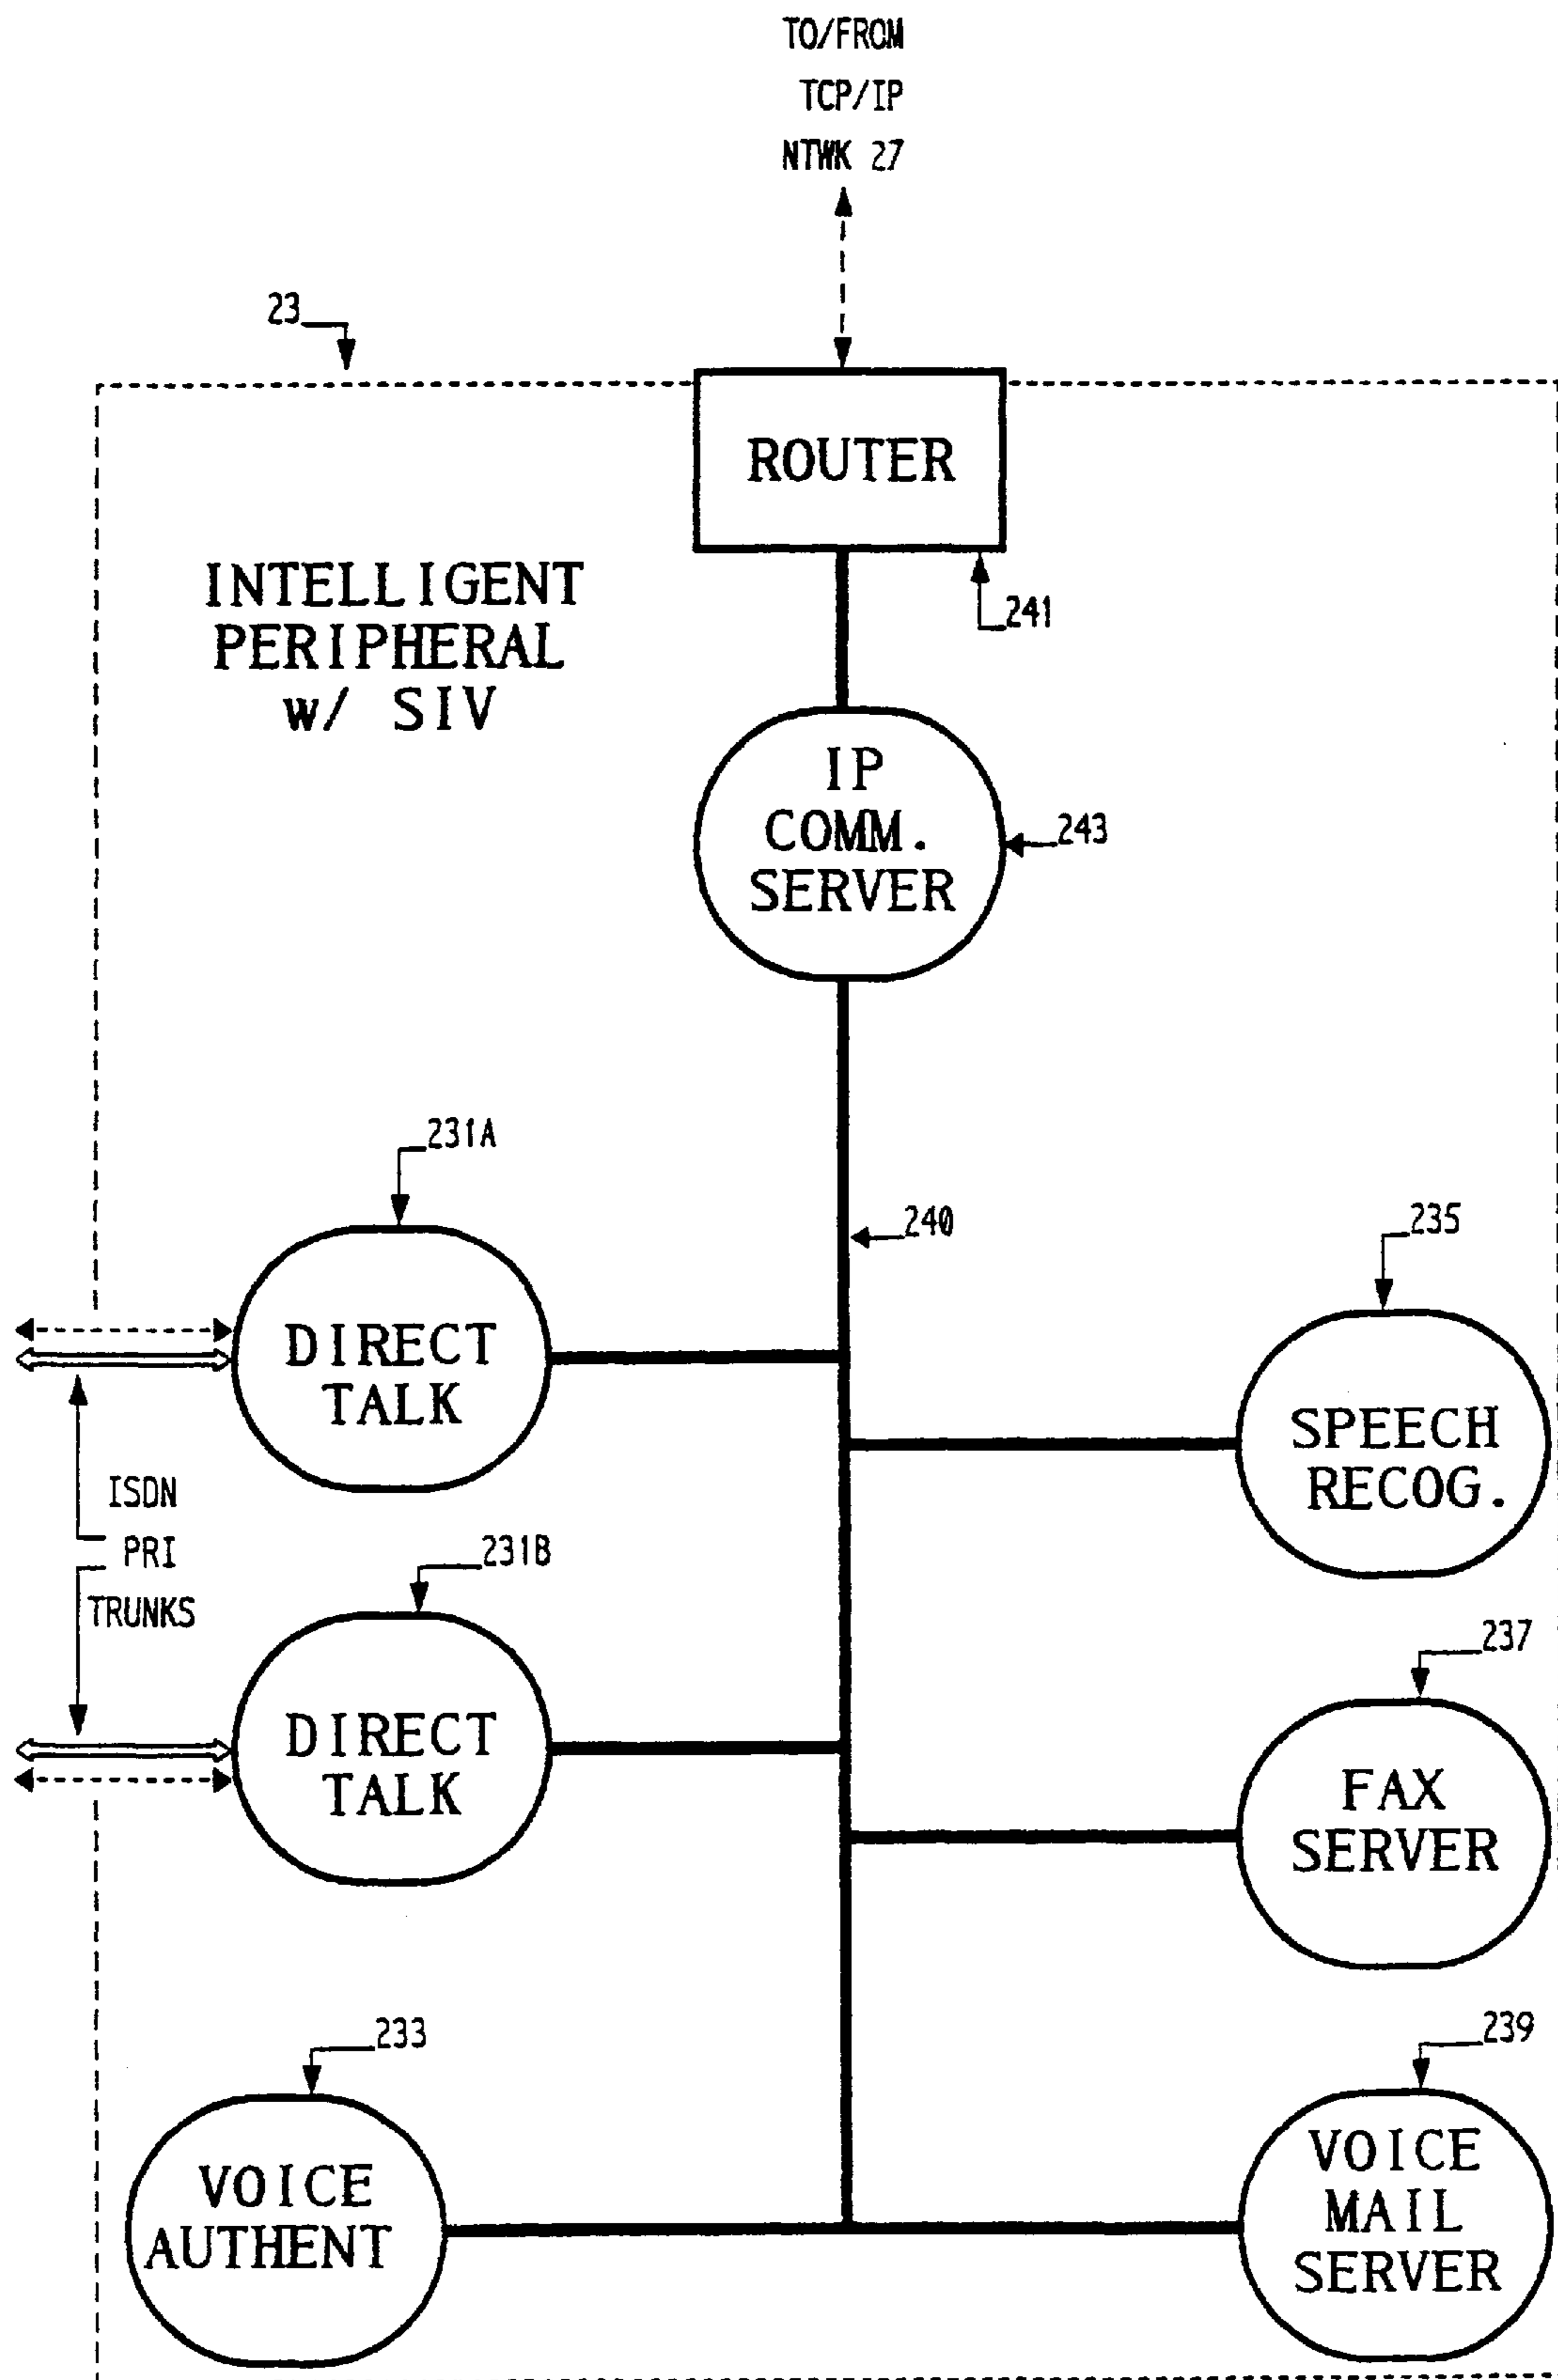 TO/FROM
TCP/IP
NTWK 27
23
ROUTER
241
INTELLIGENT
PERIPHERAL
w/ SIV
IP
COMM.
SERVER
243
231A
240
235
DIRECT
TALK
SPEECH
RECOG.
ISDN
PRI
TRUNKS
231B
237
DIRECT
TALK
FAX
SERVER
233
239
VOICE
AUTHENT
VOICE
MAIL
SERVER